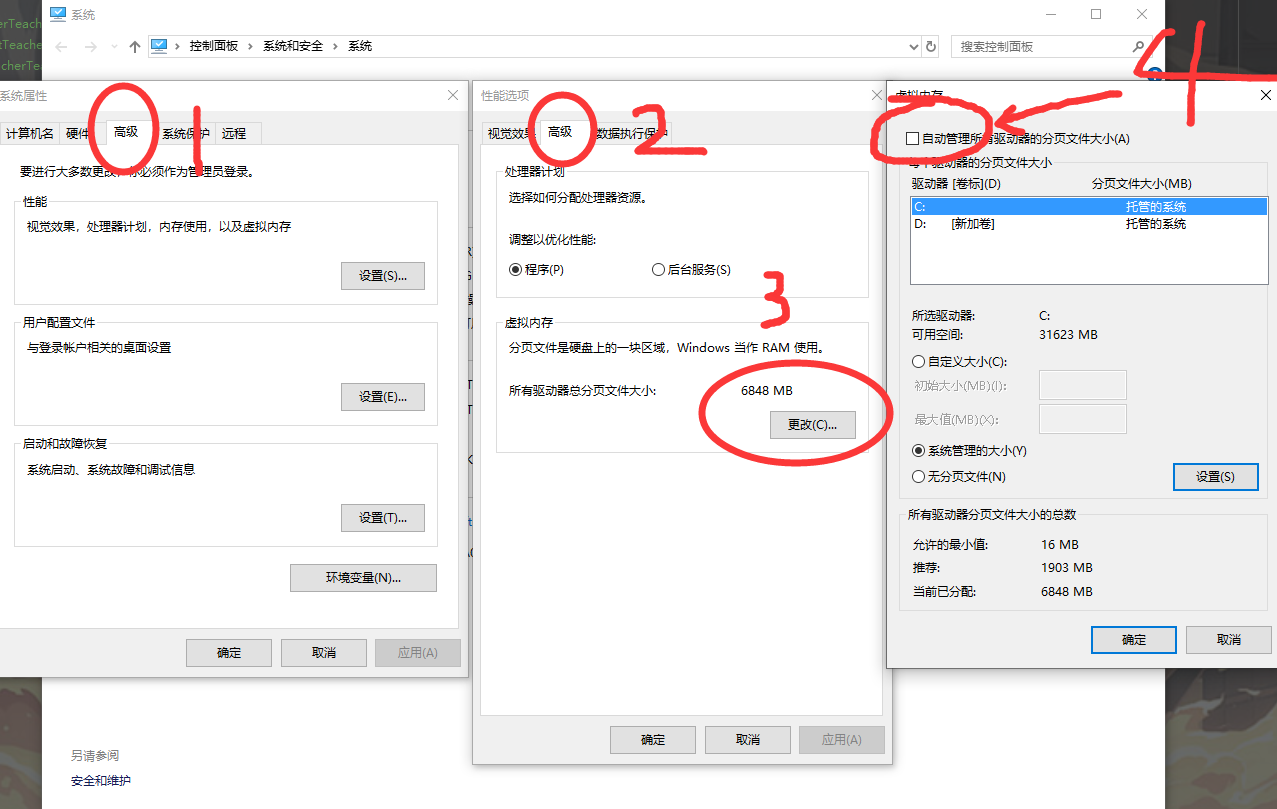 系统
控制面板 系统和安全 系统
搜索控制面板
系统属性
计算机名 硬件 高级 系统保护 远程
要进行大多数更改，你必须作为管理员登录。
性能
视觉效果，处理器计划，内存使用，以及虚拟内存
设置(S)...
用户配置文件
与登录帐户相关的桌面设置
设置(E)...
启动和故障恢复
系统启动、系统故障和调试信息
设置(T)...
环境变量(N)...
确定 取消 应用(A)
1
性能选项
视觉效果 高级 数据执行保护
2
处理器计划
选择如何分配处理器资源。
调整以优化性能:
程序(P) 后台服务(S)
3
虚拟内存
分页文件是硬盘上的一块区域，Windows 当作 RAM 使用。
所有驱动器总分页文件大小: 6848 MB
更改(C)...
确定 取消 应用(A)
4
虚拟内存
自动管理所有驱动器的分页文件大小(A)
每个驱动器的分页文件大小
驱动器 [卷标](D) 分页文件大小(MB)
C: 托管的系统
D: [新加卷] 托管的系统
所选驱动器: C:
可用空间: 31623 MB
自定义大小(C):
初始大小(MB)(I):
最大值(MB)(X):
系统管理的大小(Y)
无分页文件(N) 设置(S)
所有驱动器分页文件大小的总数
允许的最小值: 16 MB
推荐: 1903 MB
当前已分配: 6848 MB
确定 取消
另请参阅
安全和维护